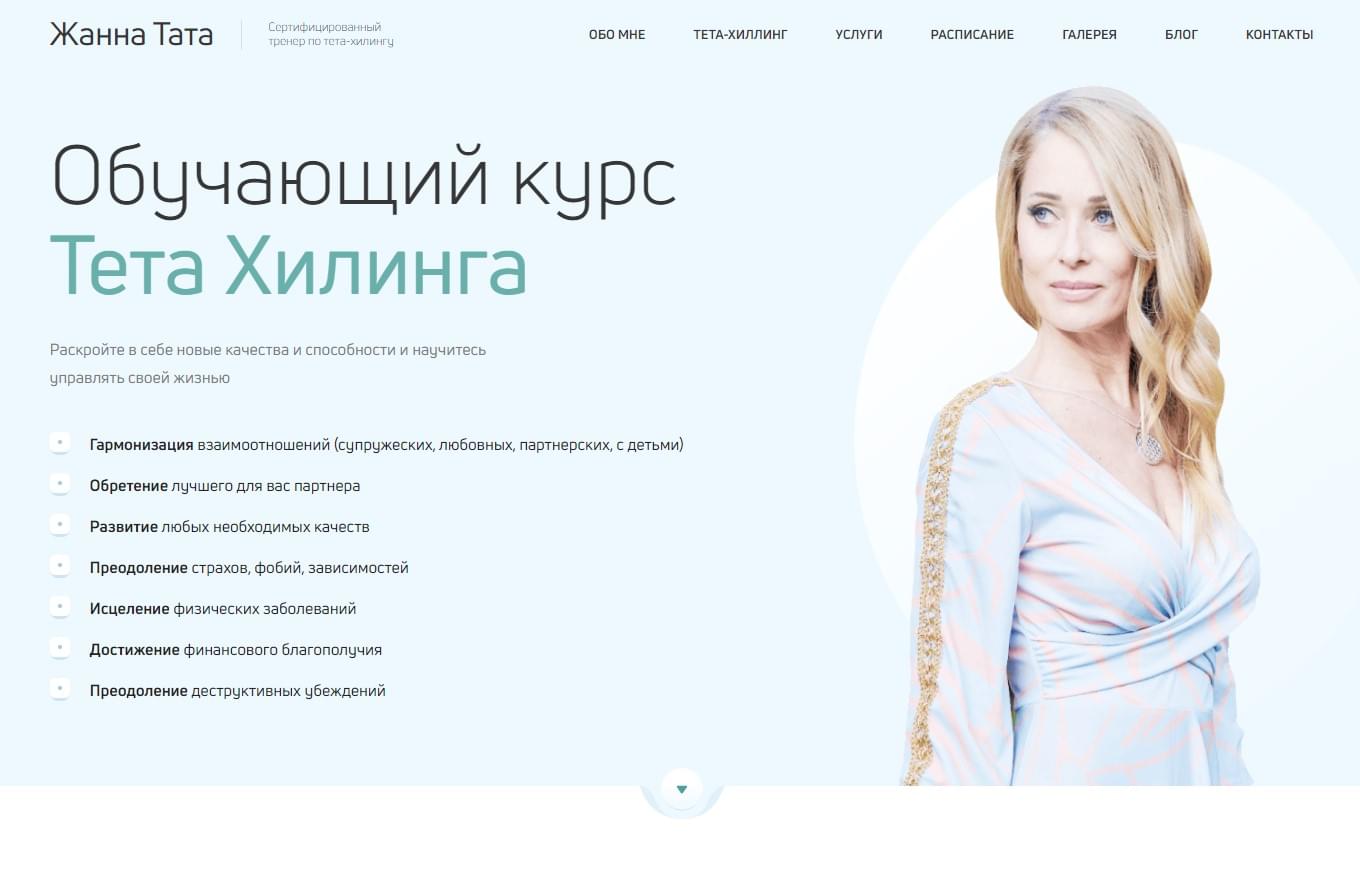 Жанна Тата
Сертифицированный
тренер по тета-хилингу
ОБО МНЕ ТЕТА-ХИЛЛИНГ УСЛУГИ РАСПИСАНИЕ ГАЛЕРЕЯ БЛОГ КОНТАКТЫ
Обучающий курс
Тета Хилинга
Раскройте в себе новые качества и способности и научитесь
управлять своей жизнью
Гармонизация взаимоотношений (супружеских, любовных, партнерских, с детьми)
Обретение лучшего для вас партнера
Развитие любых необходимых качеств
Преодоление страхов, фобий, зависимостей
Исцеление физических заболеваний
Достижение финансового благополучия
Преодоление деструктивных убеждений